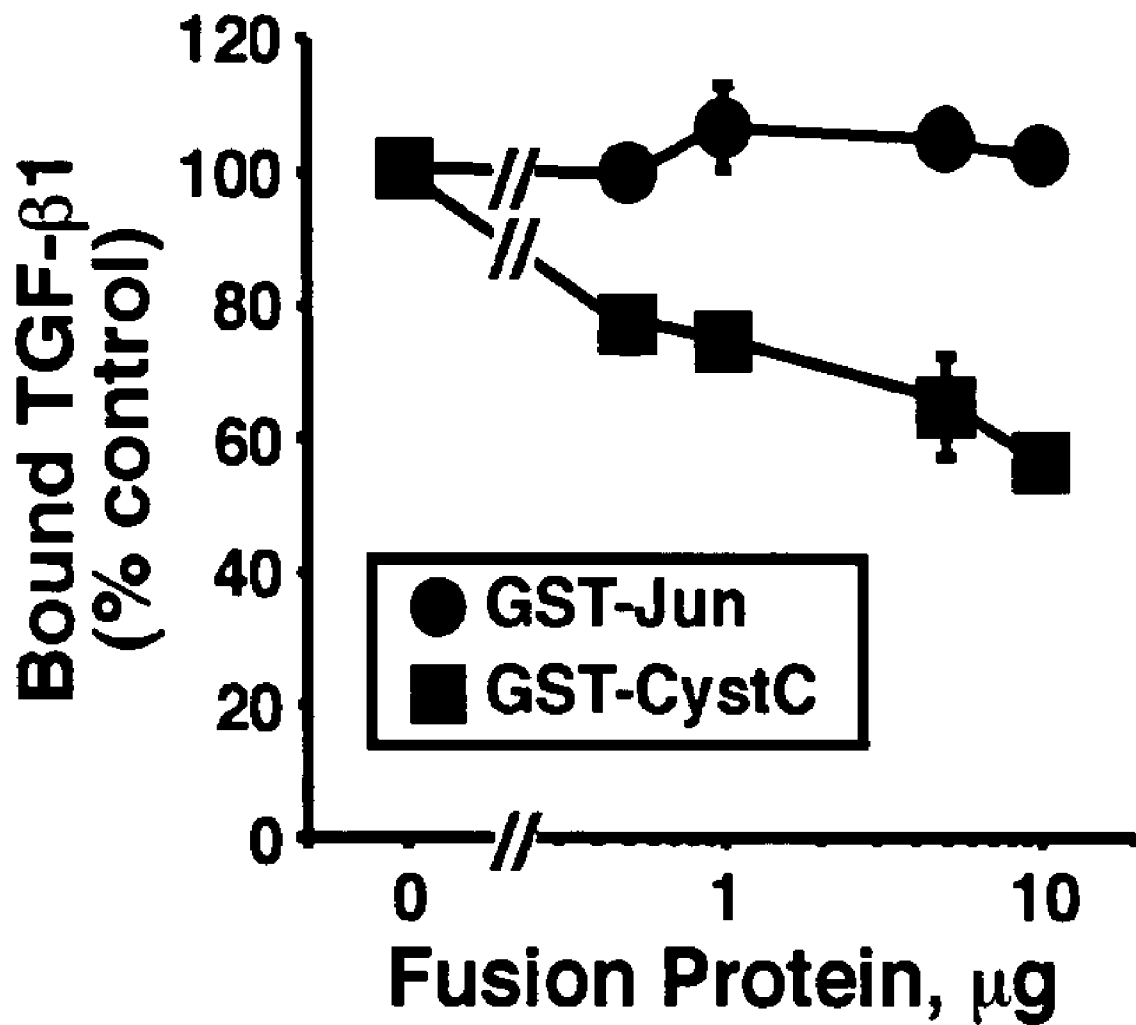 Bound TGF-β1
(% control)
120
100
80
60
40
20
0
GST-Jun
GST-CystC
0 1 10
Fusion Protein, μg